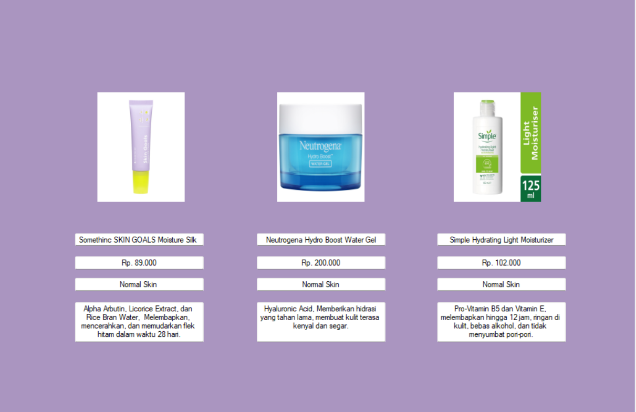 Neutrogena
Hydro Boost
WATER GEL
Simple
Light
Moisturiser
125
ml
Somethinc SKIN GOALS Moisture Silk
Neutrogena Hydro Boost Water Gel
Simple Hydrating Light Moisturizer
Rp. 89.000
Rp. 200.000
Rp. 102.000
Normal Skin
Normal Skin
Normal Skin
Alpha Arbutin, Licorice Extract, dan
Rice Bran Water, Melembapkan,
mencerahkan, dan memudarkan flek
hitam dalam waktu 28 hari.
Hyaluronic Acid, Memberikan hidrasi
yang tahan lama, membuat kulit terasa
kenyal dan segar.
Pro-Vitamin B5 dan Vitamin E,
melembapkan hingga 12 jam, ringan di
kulit, bebas alkohol, dan tidak
menyumbat pori-pori.